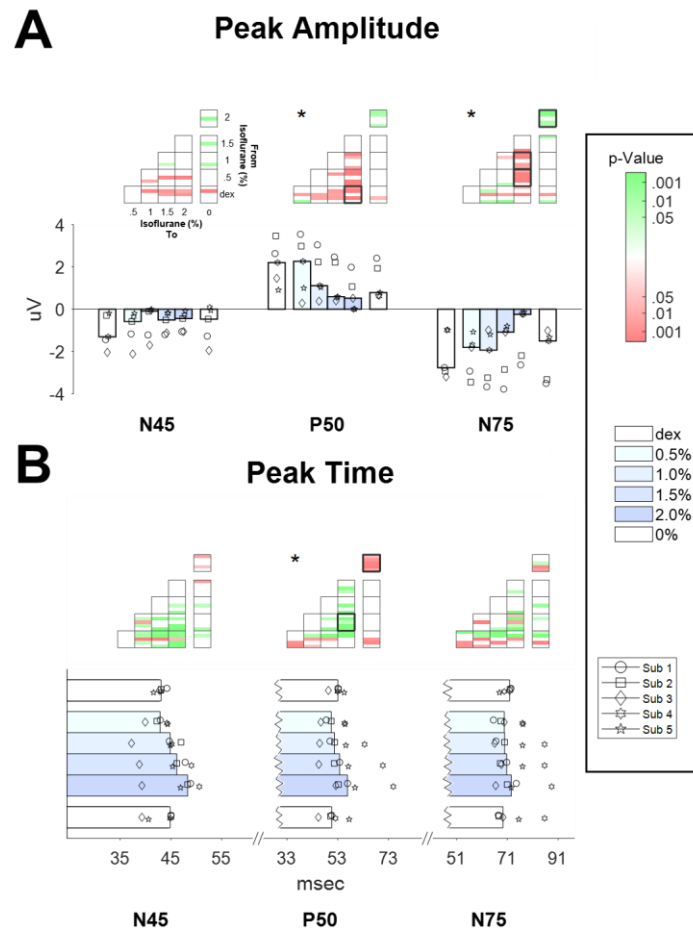 A
Peak Amplitude
*
*
2
1.5
1
.5
dex
From
Isoflurane (%)
.5 1 1.5 2 0
Isoflurane (%)
To
p-Value
.001
.01
.05
.05
.001
4
2
0
-2
-4
uV
N45 P50 N75
dex
0.5%
1.0%
1.5%
2.0%
0%
B
Peak Time
*
Sub 1
Sub 2
Sub 3
Sub 4
Sub 5
35 45 55 // 33 53 73 // 51 71 91
msec
N45 P50 N75